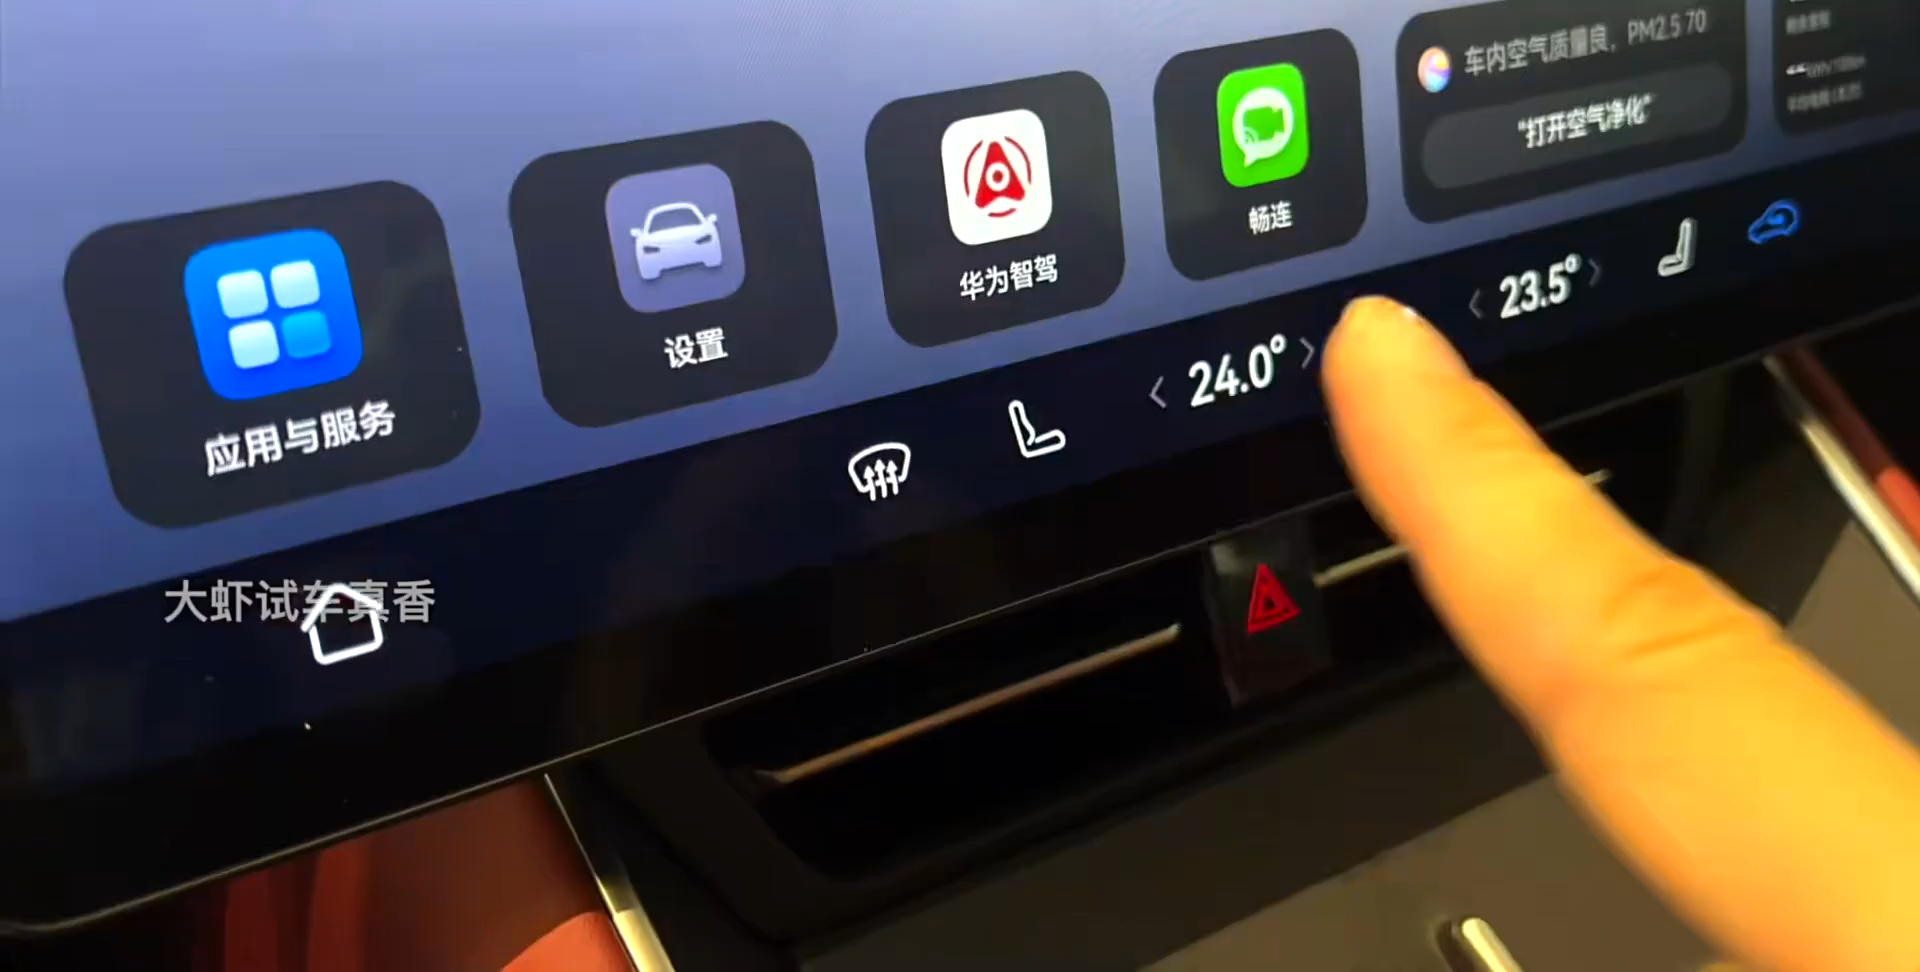 车内空气质量良，PM2.5 70
“打开空气净化”
畅连
华为智驾
设置
应用与服务
23.5°
24.0°
大虾试车真香